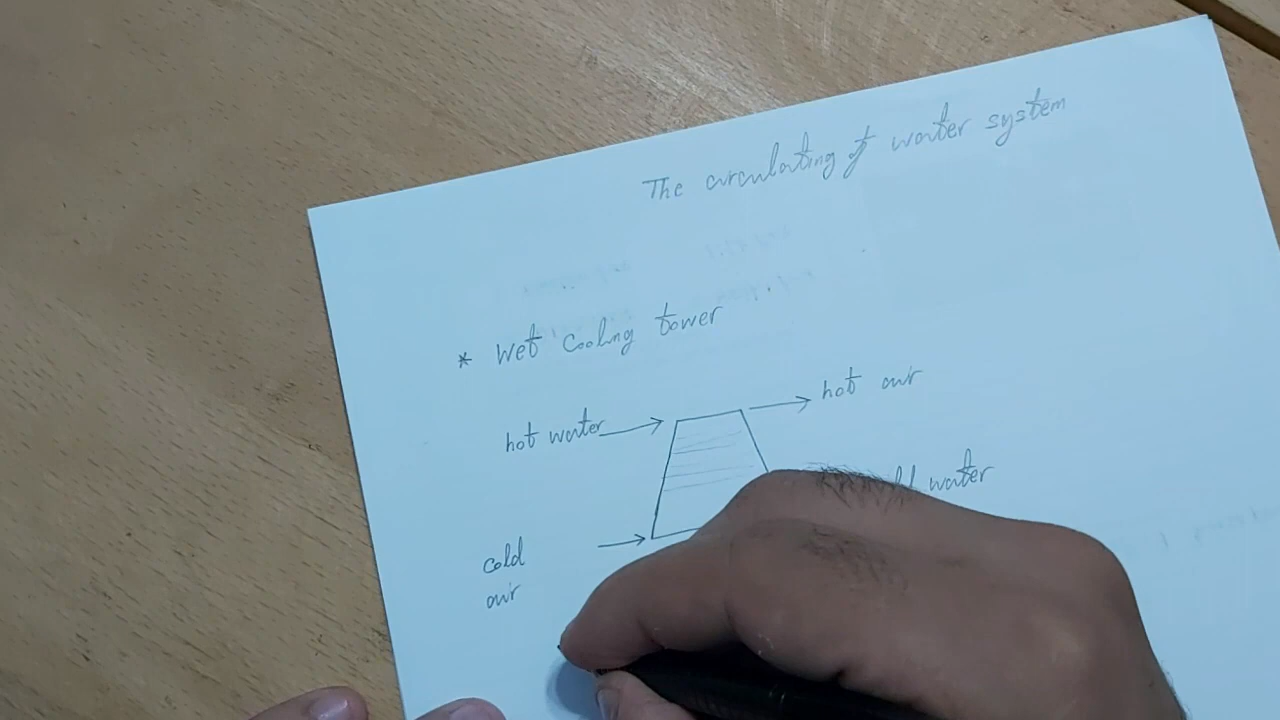 The circulating of water system
* Wet Cooling tower
hot water
hot air
water
cold
air